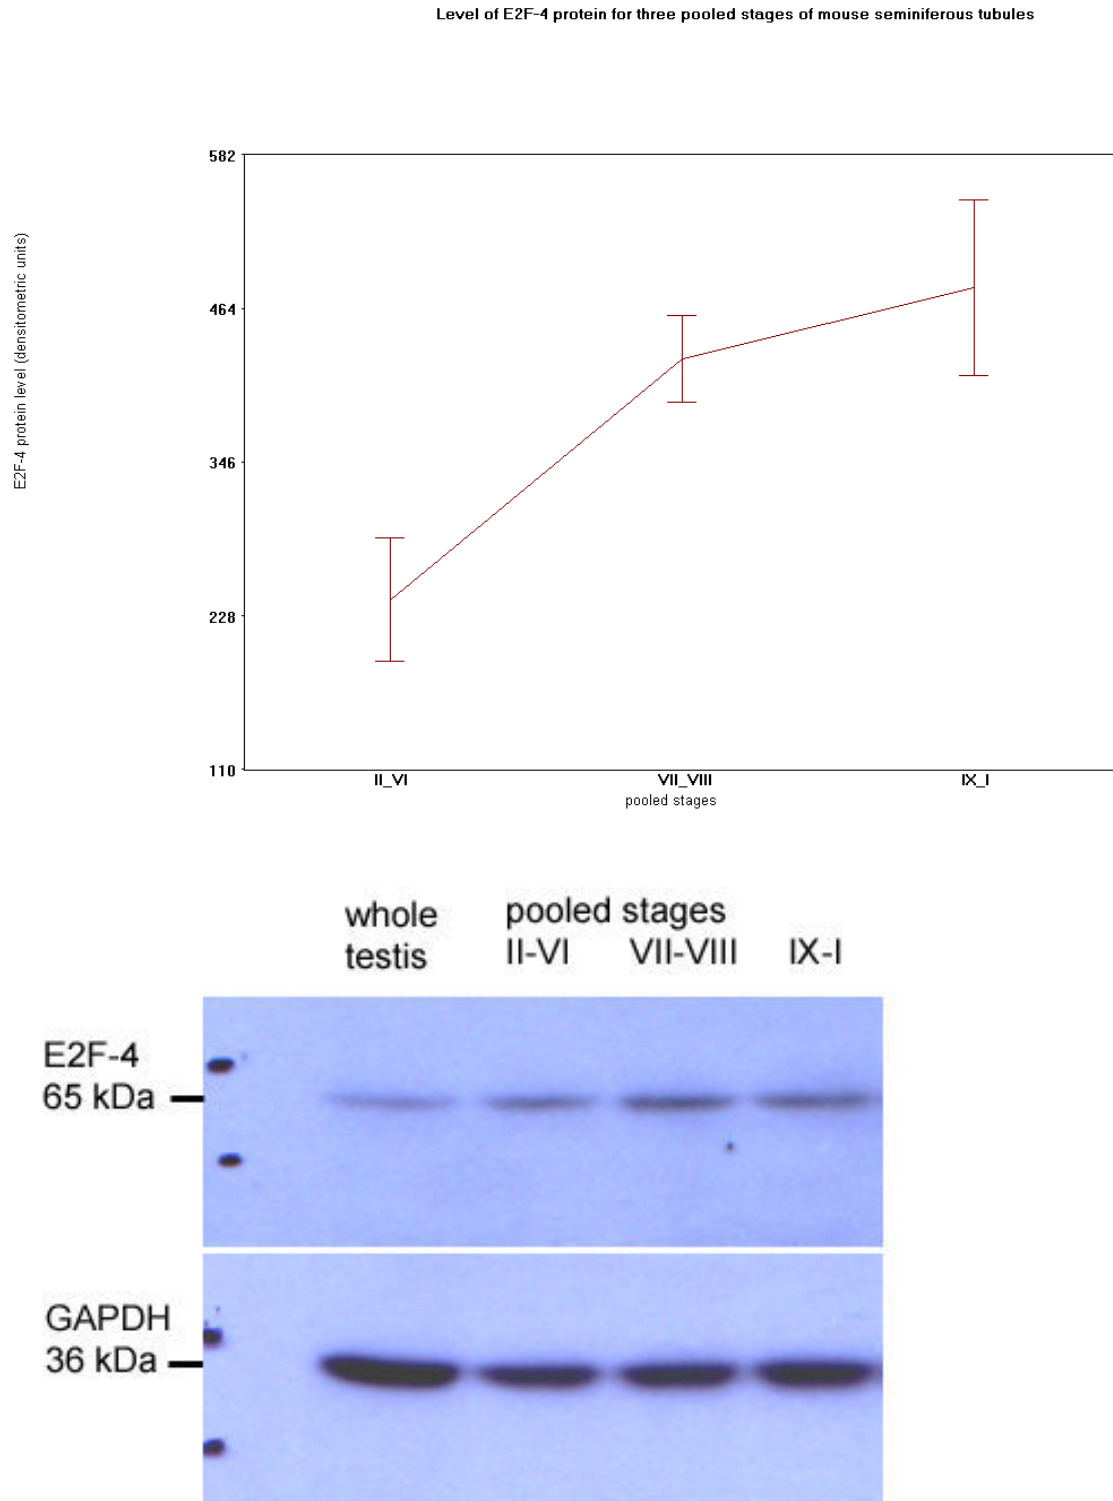 Level of E2F-4 protein for three pooled stages of mouse seminiferous tubules
582
E2F-4 protein level (densitometric units)
464
346
228
110
II_VI VII_VIII IX_I
pooled stages
whole pooled stages
testis II-VI VII-VIII IX-I
E2F-4
65 kDa
GAPDH
36 kDa